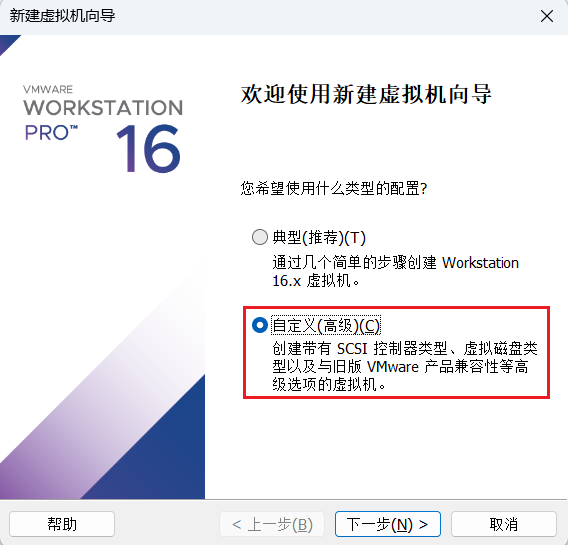 新建虚拟机向导
VMWARE
WORKSTATION
PRO™
16
欢迎使用新建虚拟机向导
您希望使用什么类型的配置?
典型(推荐)(T)
通过几个简单的步骤创建 Workstation
16.x 虚拟机。
自定义(高级)(C)
创建带有 SCSI 控制器类型、虚拟磁盘类
型以及与旧版 VMware 产品兼容性等高
级选项的虚拟机。
帮助
< 上一步(B)
下一步(N) >
取消